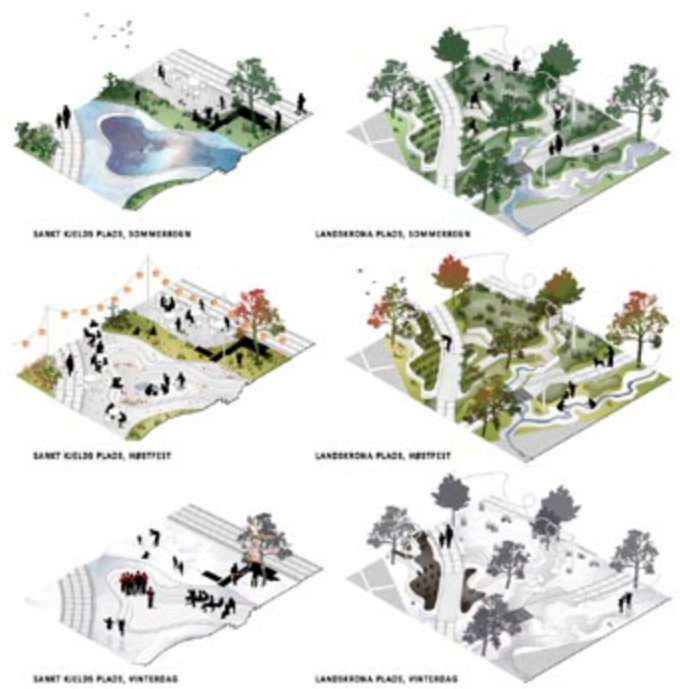 SANKT KJELDS PLADS, SOMMERREGN
LANDSKRONA PLADS, SOMMERREGN
SANKT KJELDS PLADS, HØSTFEST
LANDSKRONA PLADS, HØSTFEST
SANKT KJELDS PLADS, VINTERDAG
LANDSKRONA PLADS, VINTERDAG